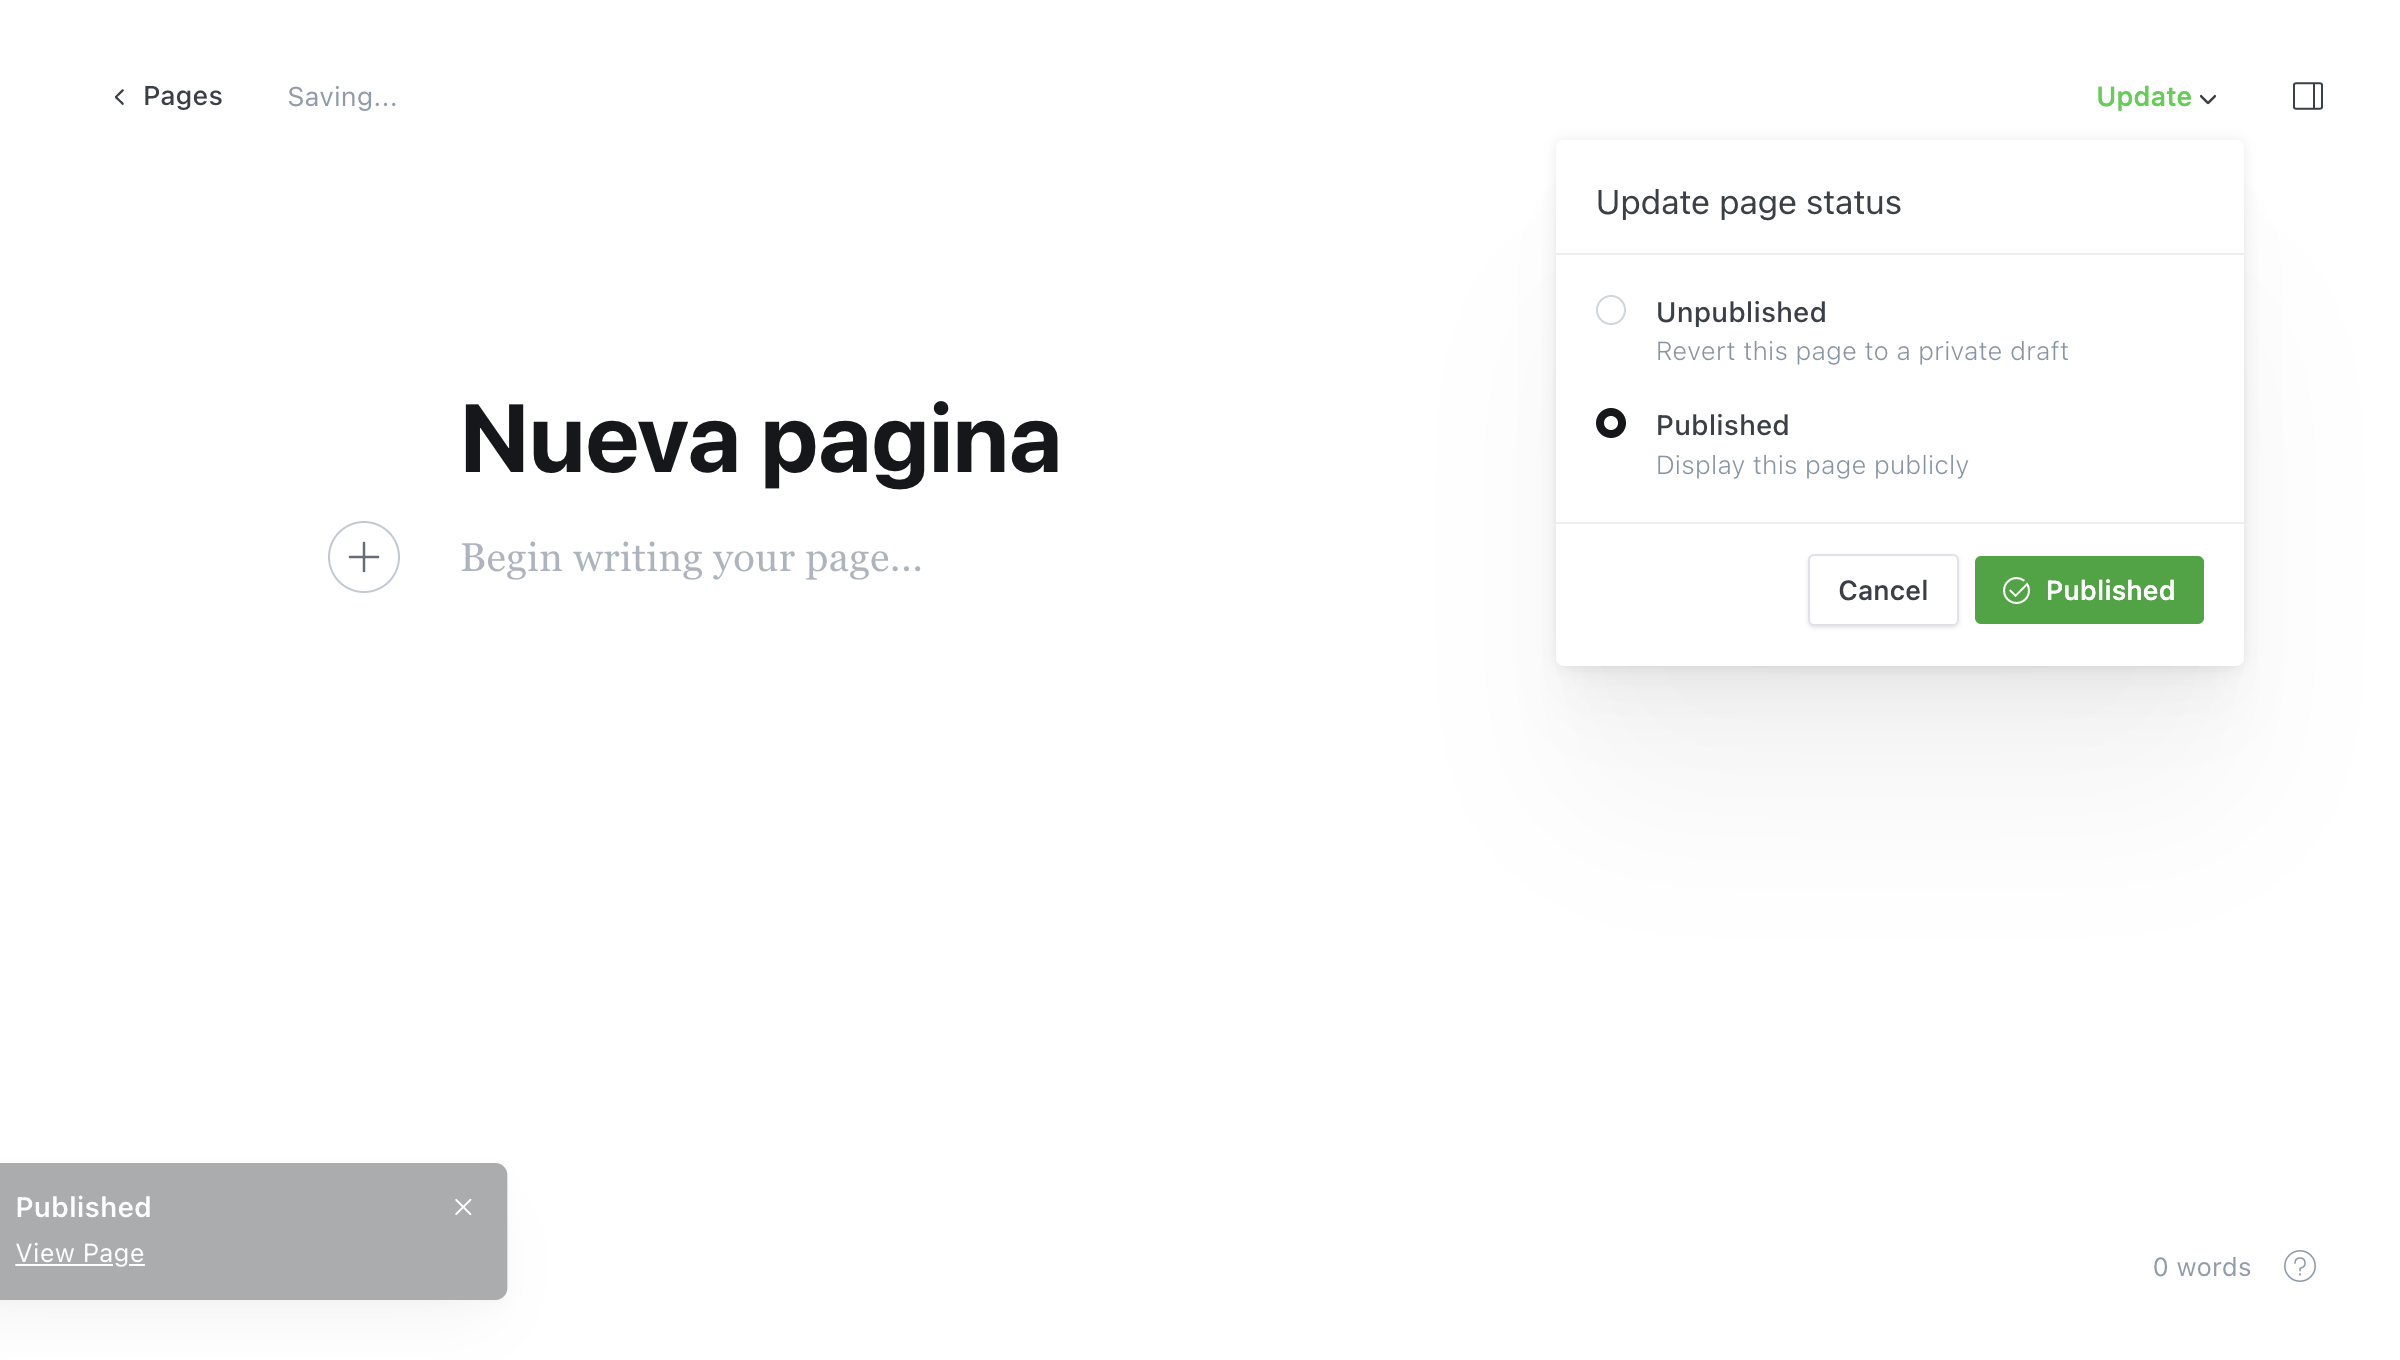 Pages
Saving...
Update
Update page status
Unpublished
Revert this page to a private draft
Published
Display this page publicly
Cancel
Published
Nueva pagina
Begin writing your page...
Published
View Page
0 words
?